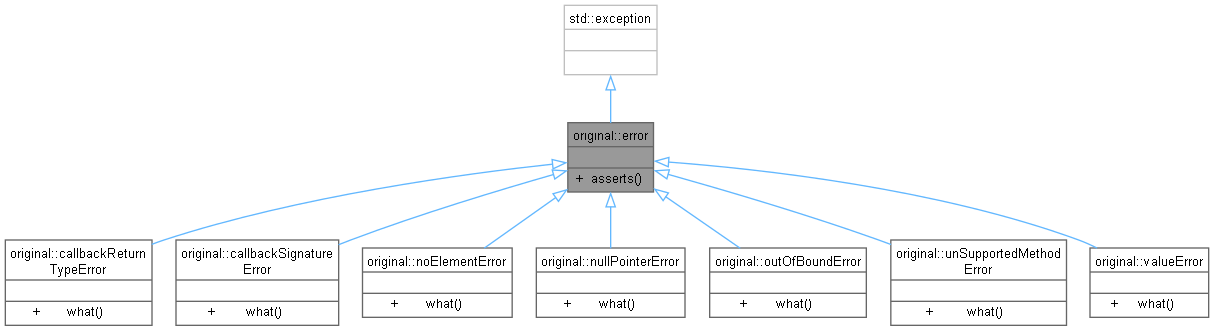 std::exception
original::error
+ asserts()
original::callbackReturn
TypeError
+ what()
original::callbackSignature
Error
+ what()
original::noElementError
+ what()
original::nullPointerError
+ what()
original::outOfBoundError
+ what()
original::unSupportedMethod
Error
+ what()
original::valueError
+ what()